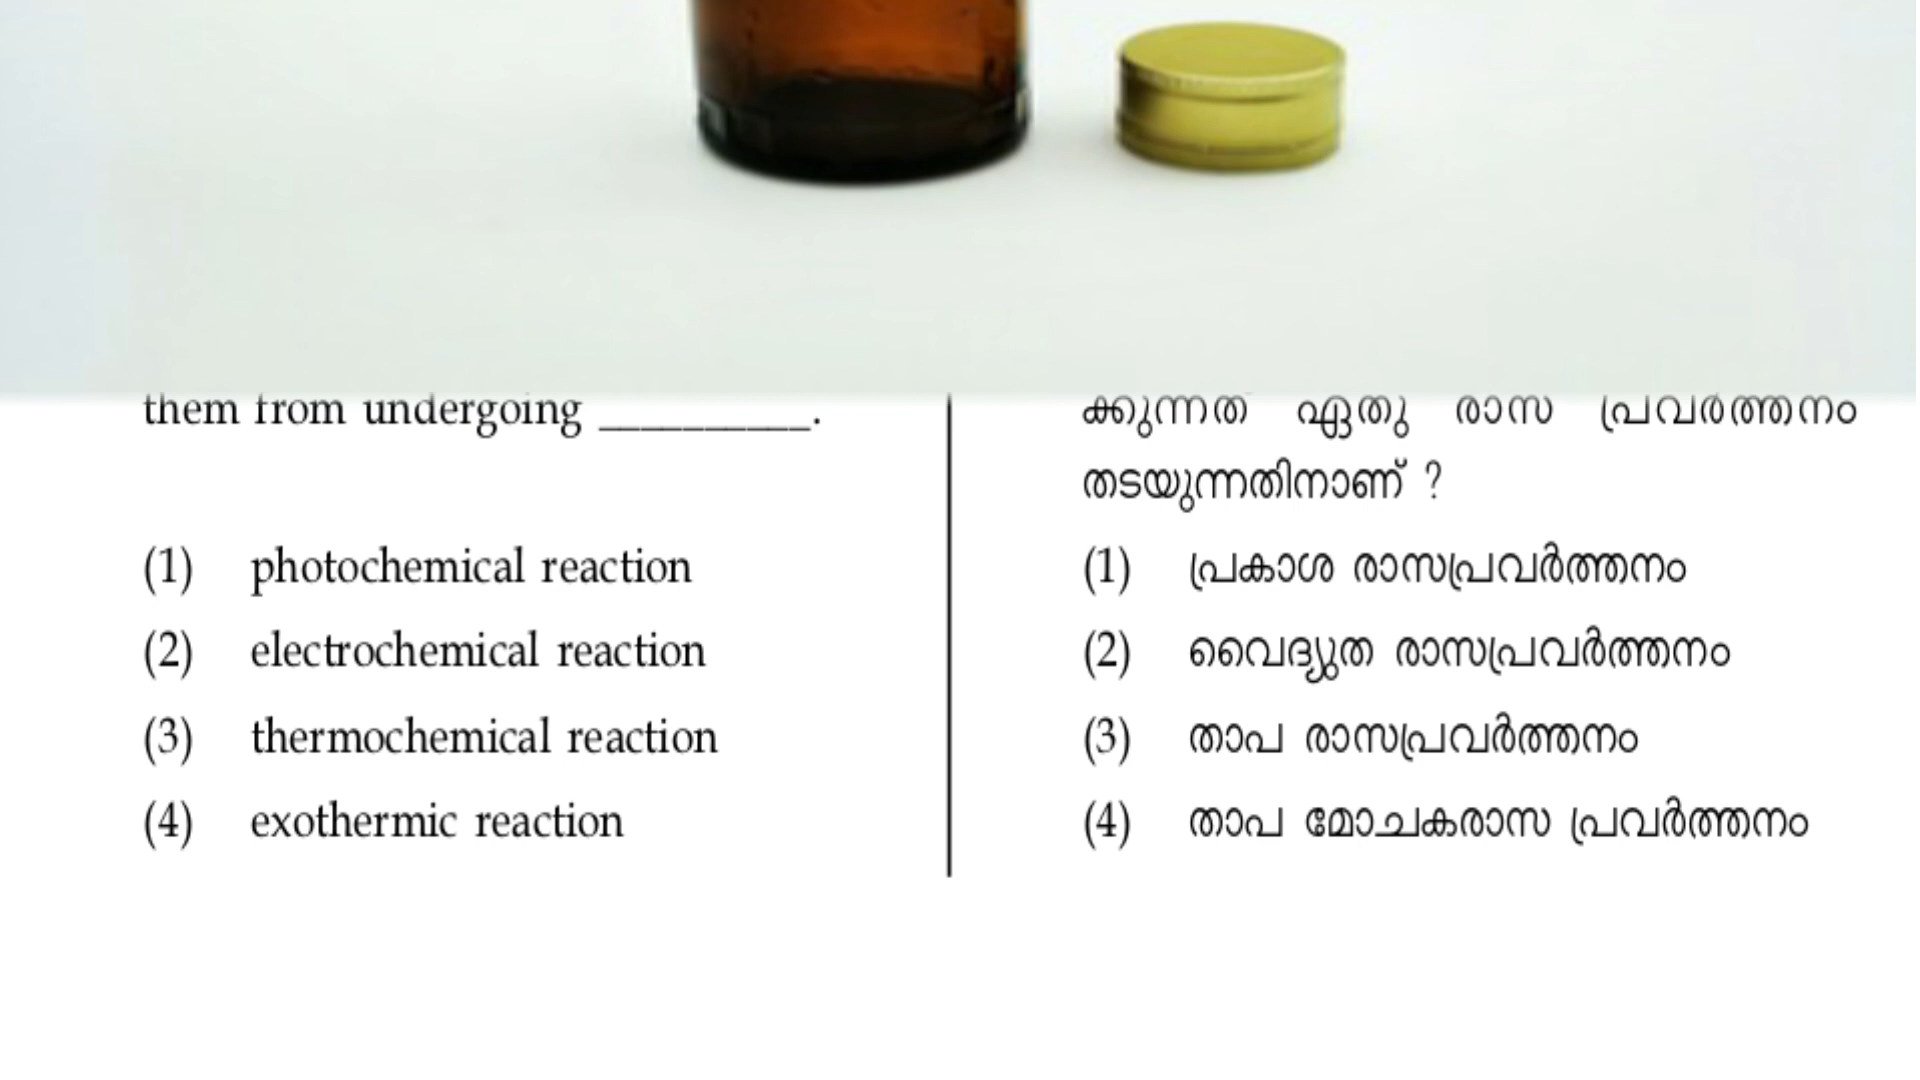 them from undergoing __________.
(1) photochemical reaction
(2) electrochemical reaction
(3) thermochemical reaction
(4) exothermic reaction
ക്കുന്നത് ഏതു രാസ പ്രവർത്തനം
തടയുന്നതിനാണ് ?
(1) പ്രകാശ രാസപ്രവർത്തനം
(2) വൈദ്യുത രാസപ്രവർത്തനം
(3) താപ രാസപ്രവർത്തനം
(4) താപ മോചകരാസ പ്രവർത്തനം